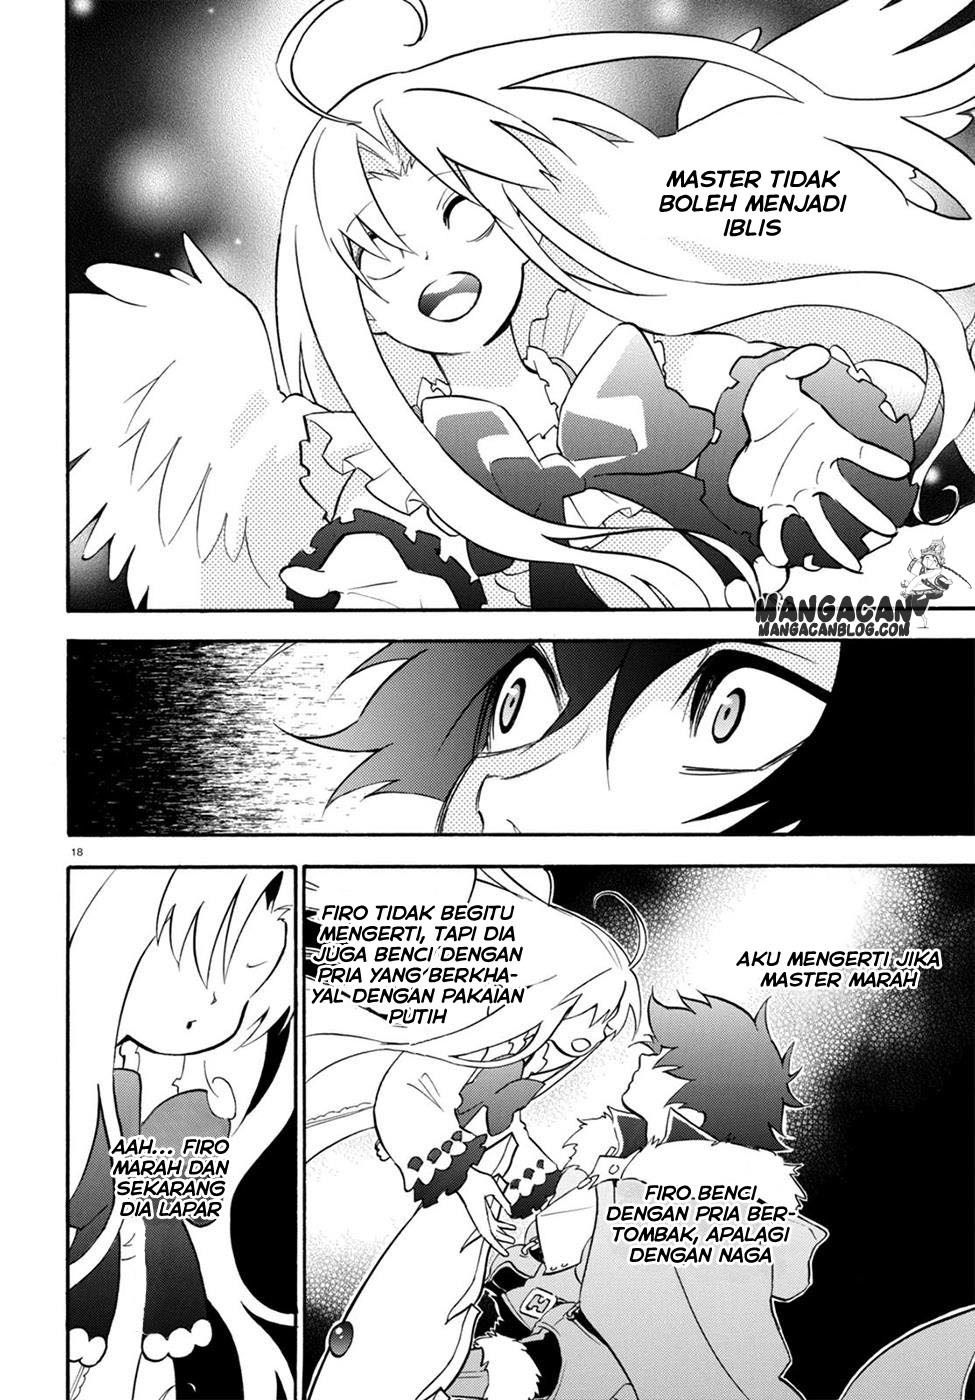 MASTER TIDAK
BOLEH MENJADI
IBLIS
MANGACAN
MANGACANBLOG.COM
18
AKU MENGERTI JIKA
MASTER MARAH
FIRO TIDAK BEGITU
MENGERTI, TAPI DIA
JUGA BENCI DENGAN
PRIA YANG BERKHA-
YAL DENGAN PAKAIAN
PUTIH
FIRO BENCI
DENGAN PRIA BER-
TOMBAK, APALAGI
DENGAN NAGA
AAH... FIRO
MARAH DAN
SEKARANG
DIA LAPAR